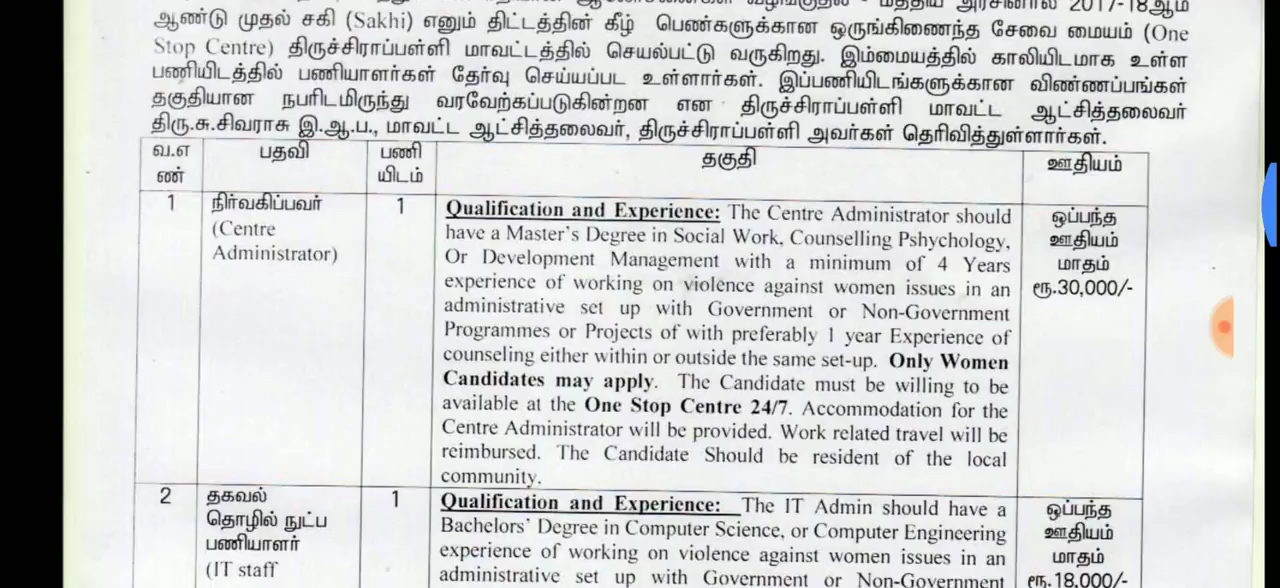 வழங்குதல் - மத்திய அரசினால் 2017-18ஆம்
ஆண்டு முதல் சகி (Sakhi) எனும் திட்டத்தின் கீழ் பெண்களுக்கான ஒருங்கிணைந்த சேவை மையம் (One
Stop Centre) திருச்சிராப்பள்ளி மாவட்டத்தில் செயல்பட்டு வருகிறது. இம்மையத்தில் காலியிடமாக உள்ள
பணியிடத்தில் பணியாளர்கள் தேர்வு செய்யப்பட உள்ளார்கள். இப்பணியிடங்களுக்கான விண்ணப்பங்கள்
தகுதியான நபரிடமிருந்து வரவேற்கப்படுகின்றன என திருச்சிராப்பள்ளி மாவட்ட ஆட்சித்தலைவர்
திரு.சு.சிவராசு இ.ஆ.ப., மாவட்ட ஆட்சித்தலைவர், திருச்சிராப்பள்ளி அவர்கள் தெரிவித்துள்ளார்கள்.
வ.எ
ண்
பதவி
பணி
யிடம்
தகுதி
ஊதியம்
1
நிர்வகிப்பவர்
(Centre
Administrator)
1
Qualification and Experience: The Centre Administrator should
have a Master's Degree in Social Work, Counselling Pshychology,
Or Development Management with a minimum of 4 Years
experience of working on violence against women issues in an
administrative set up with Government or Non-Government
Programmes or Projects of with preferably 1 year Experience of
counseling either within or outside the same set-up. Only Women
Candidates may apply. The Candidate must be willing to be
available at the One Stop Centre 24/7. Accommodation for the
Centre Administrator will be provided. Work related travel will be
reimbursed. The Candidate Should be resident of the local
community.
ஒப்பந்த
ஊதியம்
மாதம்
ரூ.30,000/-
2
தகவல்
தொழில் நுட்ப
பணியாளர்
(IT staff
1
Qualification and Experience: The IT Admin should have a
Bachelors' Degree in Computer Science, or Computer Engineering
experience of working on violence against women issues in an
administrative set up with Government or Non-Government
ஒப்பந்த
ஊதியம்
மாதம்
ரூ.18,000/-